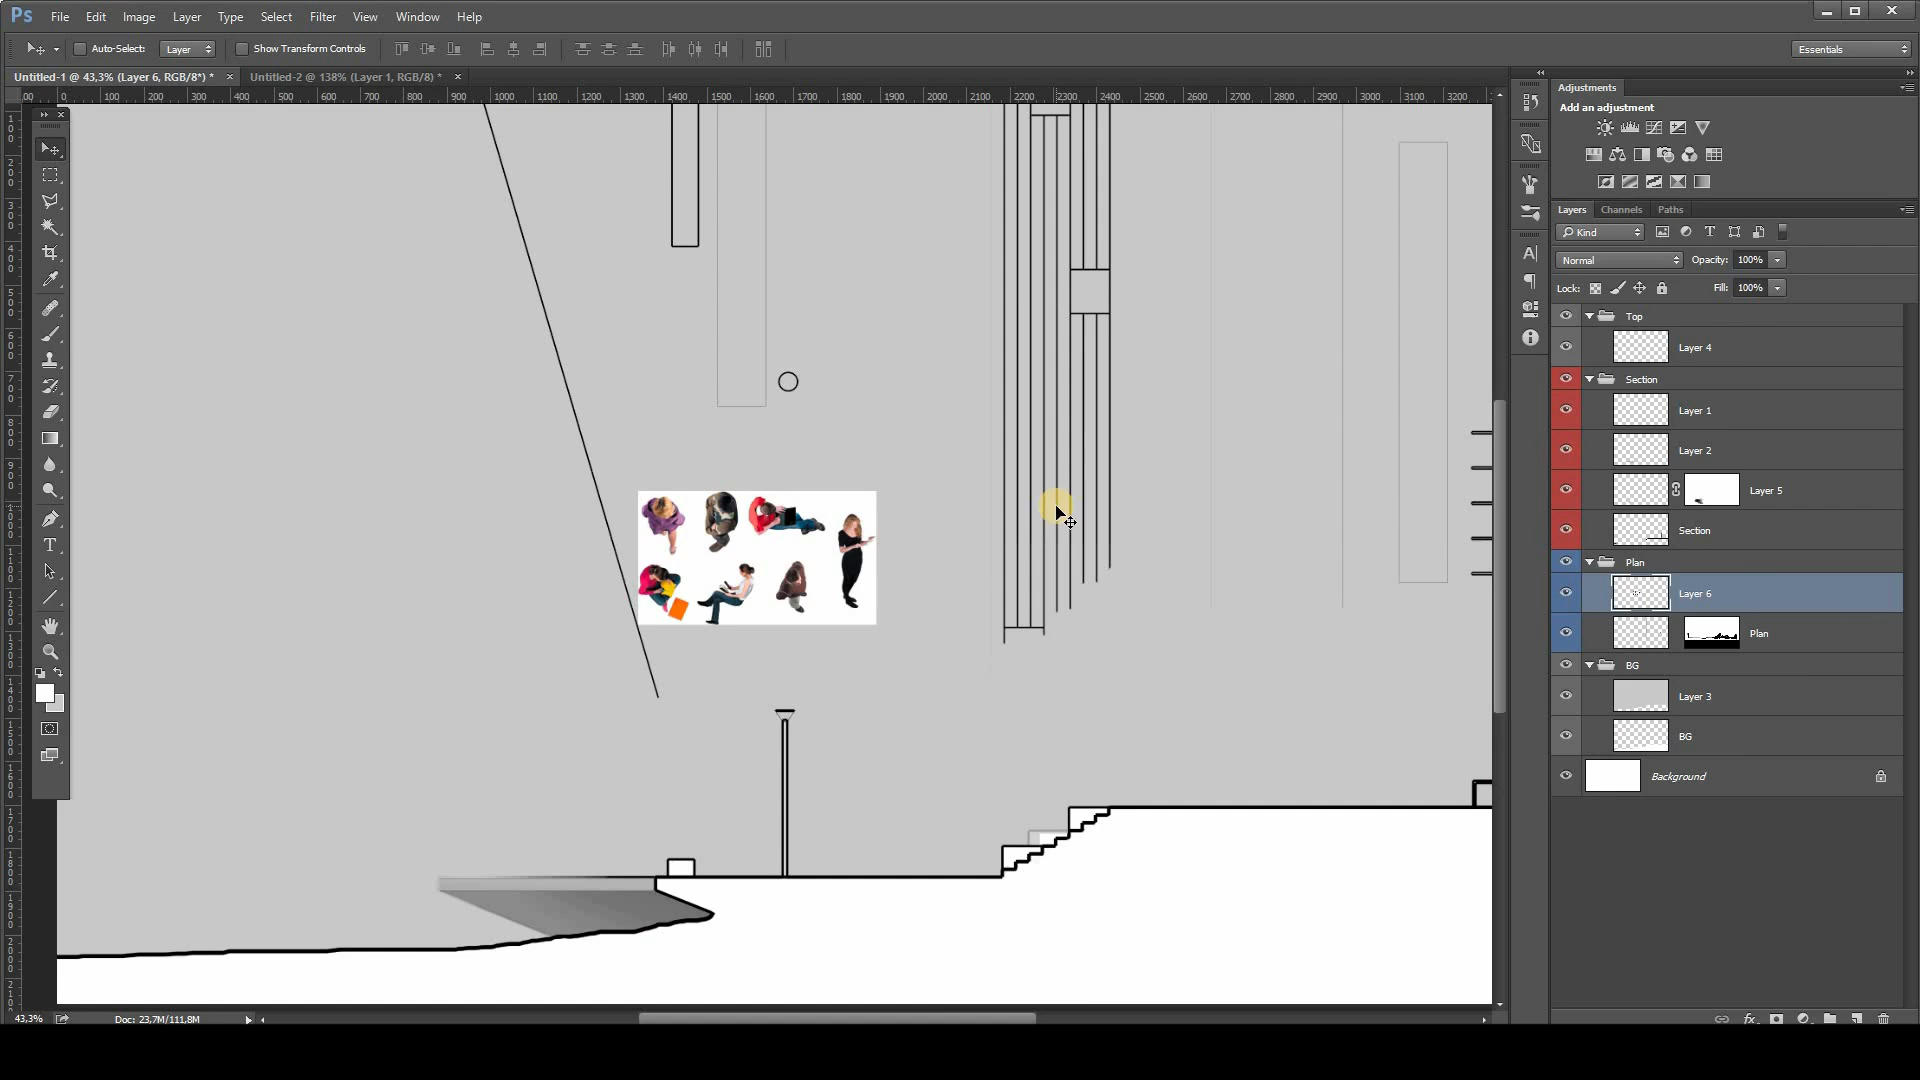 Ps File Edit Image Layer Type Select Filter View Window Help
Auto-Select: Layer Show Transform Controls Essentials
Untitled-1 @ 43,3% (Layer 6, RGB/8*) * × Untitled-2 @ 138% (Layer 1, RGB/8) * ×
00 0 100 200 300 400 500 600 700 800 900 1000 1100 1200 1300 1400 1500 1600 1700 1800 1900 2000 2100 2200 2300 2400 2500 2600 2700 2800 2900 3000 3100 3200
Adjustments
Add an adjustment
Layers Channels Paths
Kind
Normal Opacity: 100%
Lock: Fill: 100%
Top
Layer 4
Section
Layer 1
Layer 2
Layer 5
Section
Plan
Layer 6
Plan
BG
Layer 3
BG
Background
43,3% Doc: 23,7M/111,8M